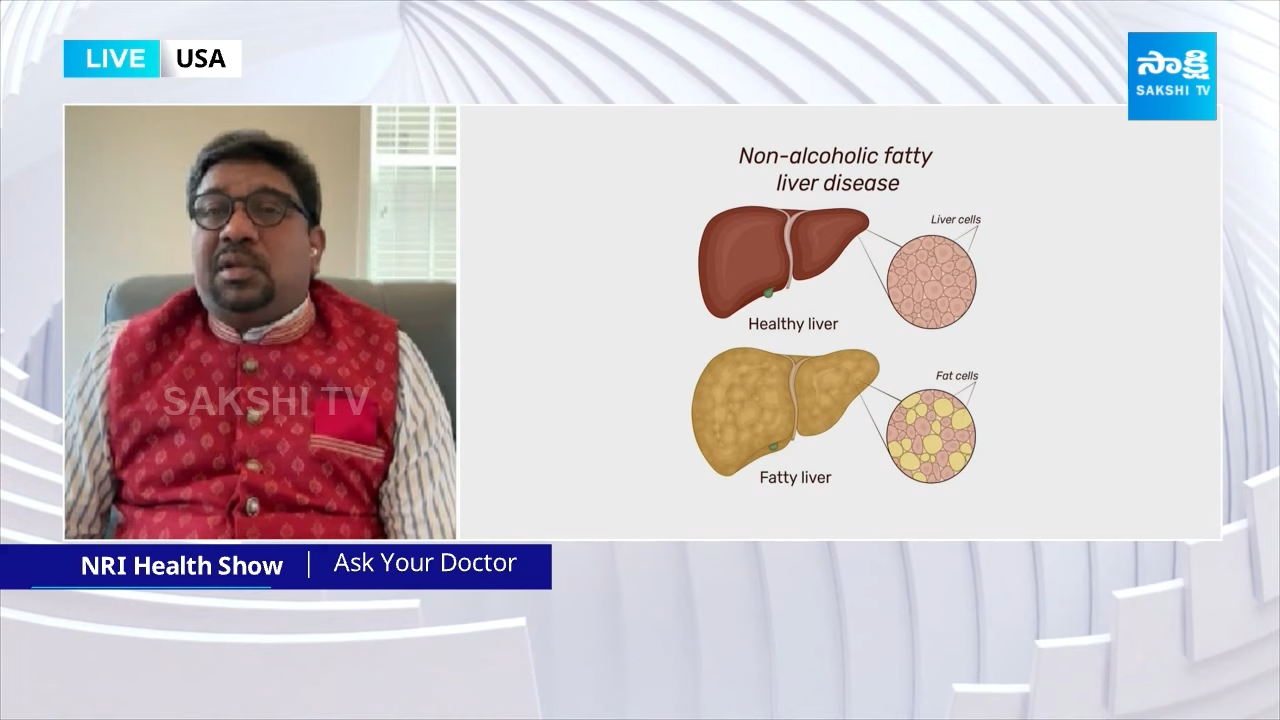 LIVE USA
సాక్షి
SAKSHI TV
Non-alcoholic fatty
liver disease
Liver cells
Healthy liver
Fat cells
Fatty liver
SAKSHI TV
NRI Health Show | Ask Your Doctor